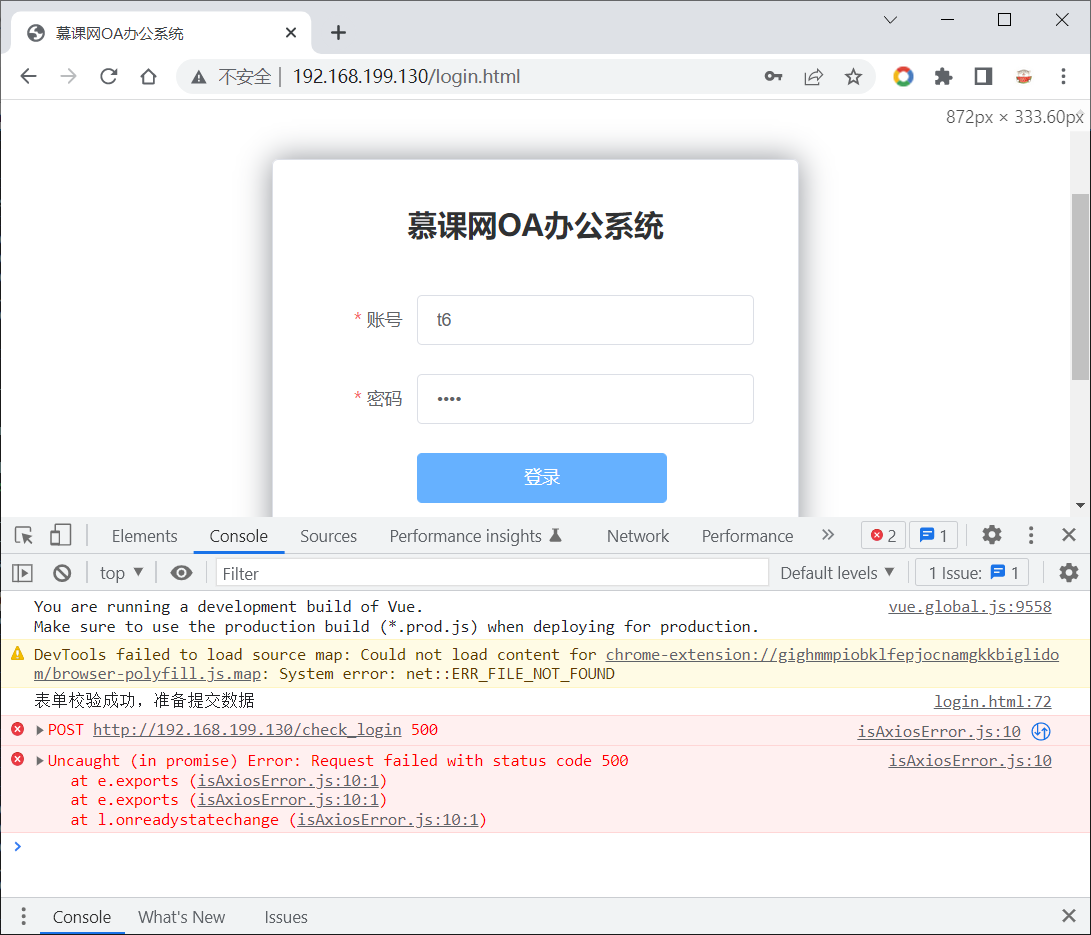 慕课网OA办公系统
不安全 | 192.168.199.130/login.html
872px × 333.60px
慕课网OA办公系统
* 账号 t6
* 密码 ••••
登录
Elements Console Sources Performance insights Network Performance 2 1
top Filter Default levels 1 Issue: 1
You are running a development build of Vue. vue.global.js:9558
Make sure to use the production build (*.prod.js) when deploying for production.
DevTools failed to load source map: Could not load content for chrome-extension://gighmmpiobklfepjocnamgkkbiglido
m/browser-polyfill.js.map: System error: net::ERR_FILE_NOT_FOUND
表单校验成功，准备提交数据 login.html:72
POST http://192.168.199.130/check_login 500 isAxiosError.js:10
Uncaught (in promise) Error: Request failed with status code 500 isAxiosError.js:10
at e.exports (isAxiosError.js:10:1)
at e.exports (isAxiosError.js:10:1)
at l.onreadystatechange (isAxiosError.js:10:1)
Console What's New Issues